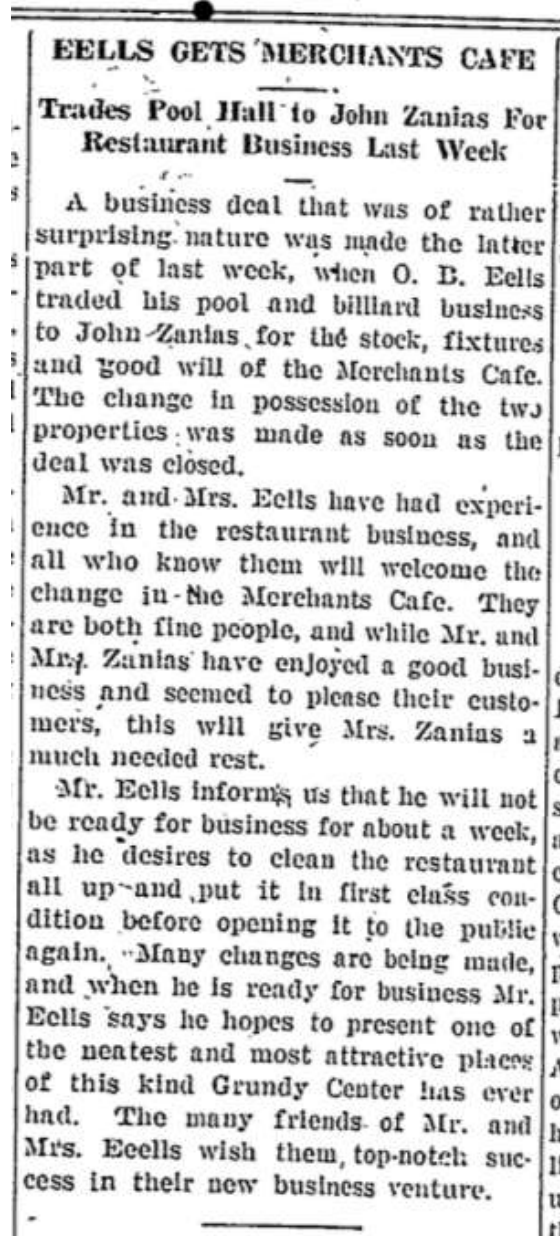 EELLS GETS MERCHANTS CAFE
Trades Pool Hall to John Zanias For
Restaurant Business Last Week
A business deal that was of rather
surprising nature was made the latter
part of last week, when O. B. Eells
traded his pool and billiard business
to John Zanias for the stock, fixtures
and good will of the Merchants Cafe.
The change in possession of the two
properties was made as soon as the
deal was closed.
Mr. and Mrs. Eells have had experi-
ence in the restaurant business, and
all who know them will welcome the
change in the Merchants Cafe. They
are both fine people, and while Mr. and
Mrs. Zanias have enjoyed a good busi-
ness and seemed to please their custo-
mers, this will give Mrs. Zanias a
much needed rest.
Mr. Eells informs us that he will not
be ready for business for about a week,
as he desires to clean the restaurant
all up and put it in first class con-
dition before opening it to the public
again. Many changes are being made,
and when he is ready for business Mr.
Eells says he hopes to present one of
the neatest and most attractive places
of this kind Grundy Center has ever
had. The many friends of Mr. and
Mrs. Eeells wish them top-notch suc-
cess in their new business venture.